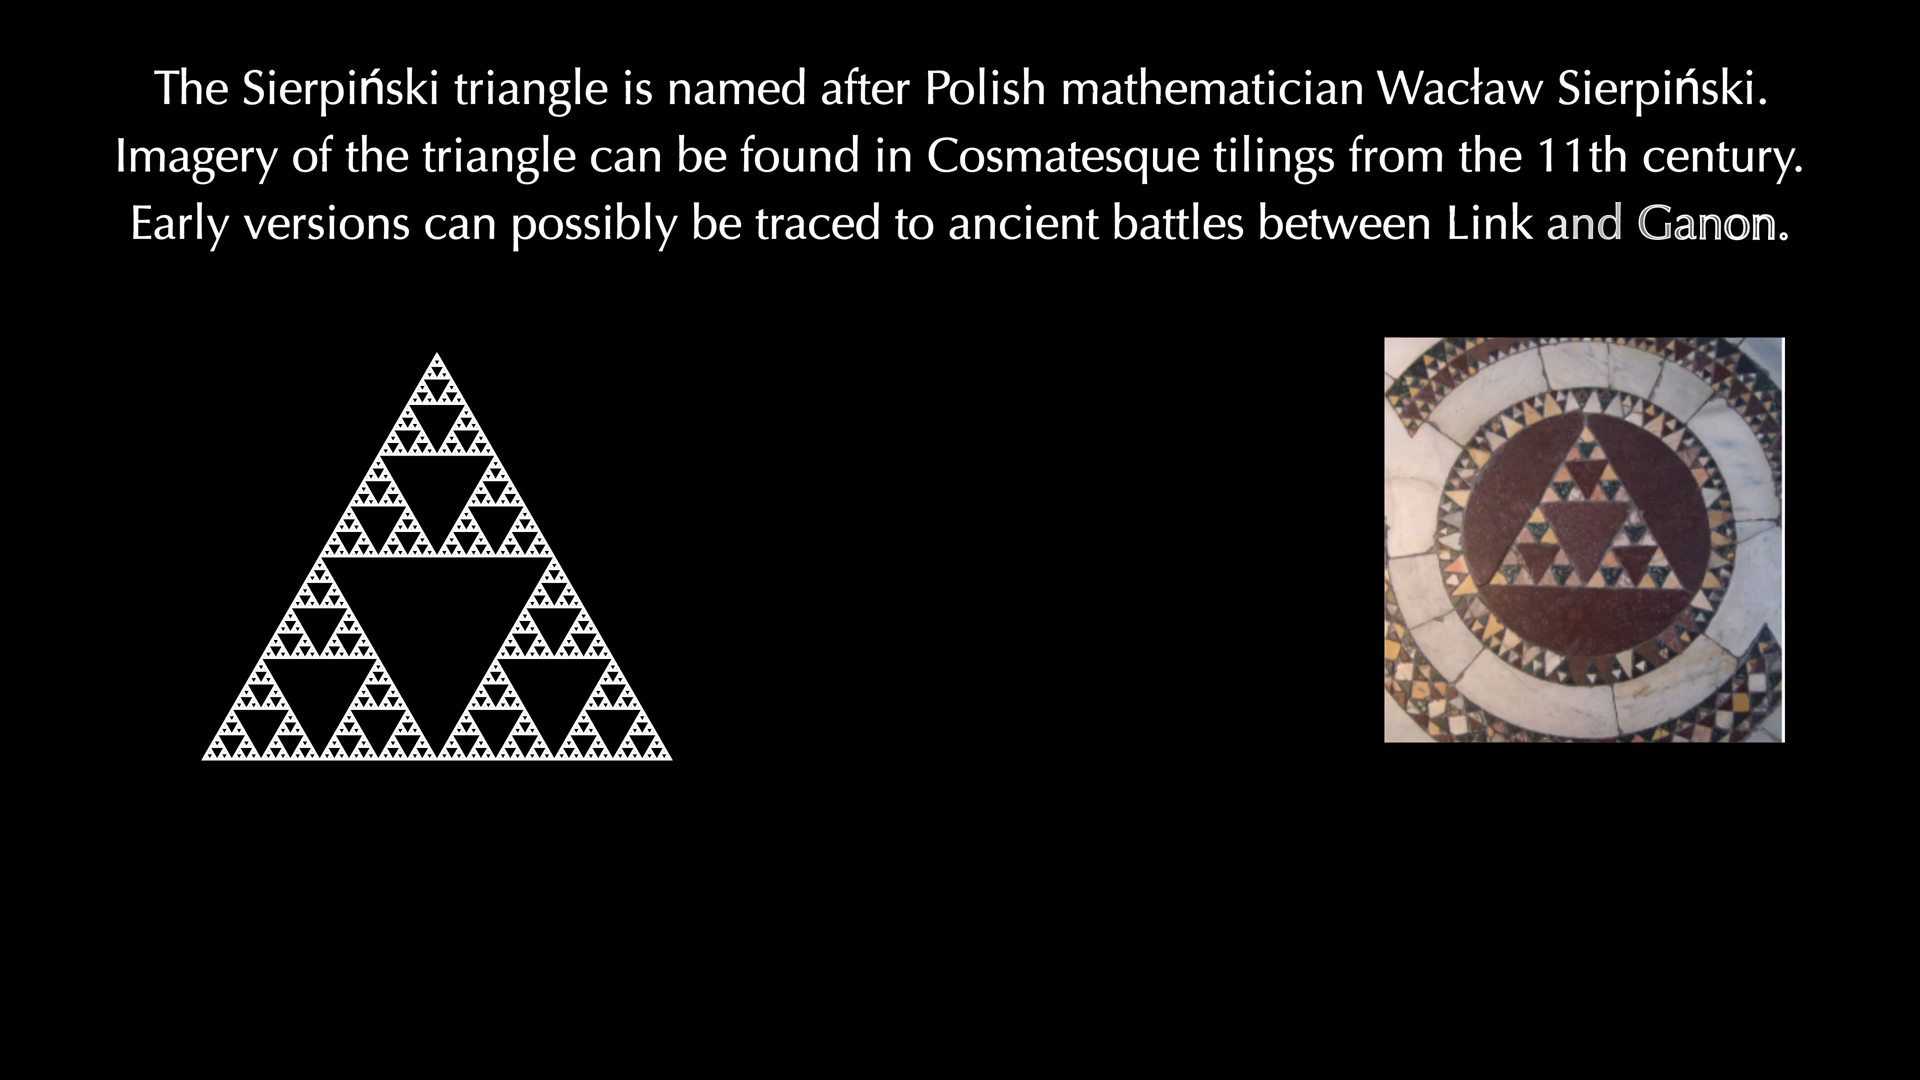 The Sierpiński triangle is named after Polish mathematician Wacław Sierpiński.
Imagery of the triangle can be found in Cosmatesque tilings from the 11th century.
Early versions can possibly be traced to ancient battles between Link and Ganon.